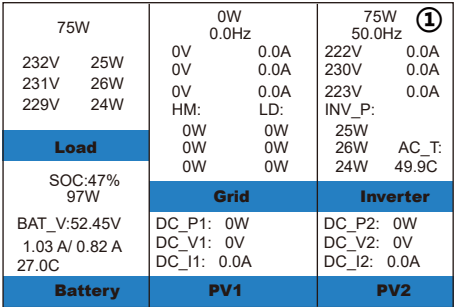 75W
232V 25W
231V 26W
229V 24W
Load
SOC:47%
97W
BAT_V:52.45V
1.03 A/ 0.82 A
27.0C
Battery
0W
0.0Hz
0V 0.0A
0V 0.0A
0V 0.0A
HM: LD:
0W 0W
0W 0W
0W 0W
Grid
DC_P1: 0W
DC_V1: 0V
DC_I1: 0.0A
PV1
75W
50.0Hz
①
222V 0.0A
230V 0.0A
223V 0.0A
INV_P:
25W
26W AC_T:
24W 49.9C
Inverter
DC_P2: 0W
DC_V2: 0V
DC_I2: 0.0A
PV2